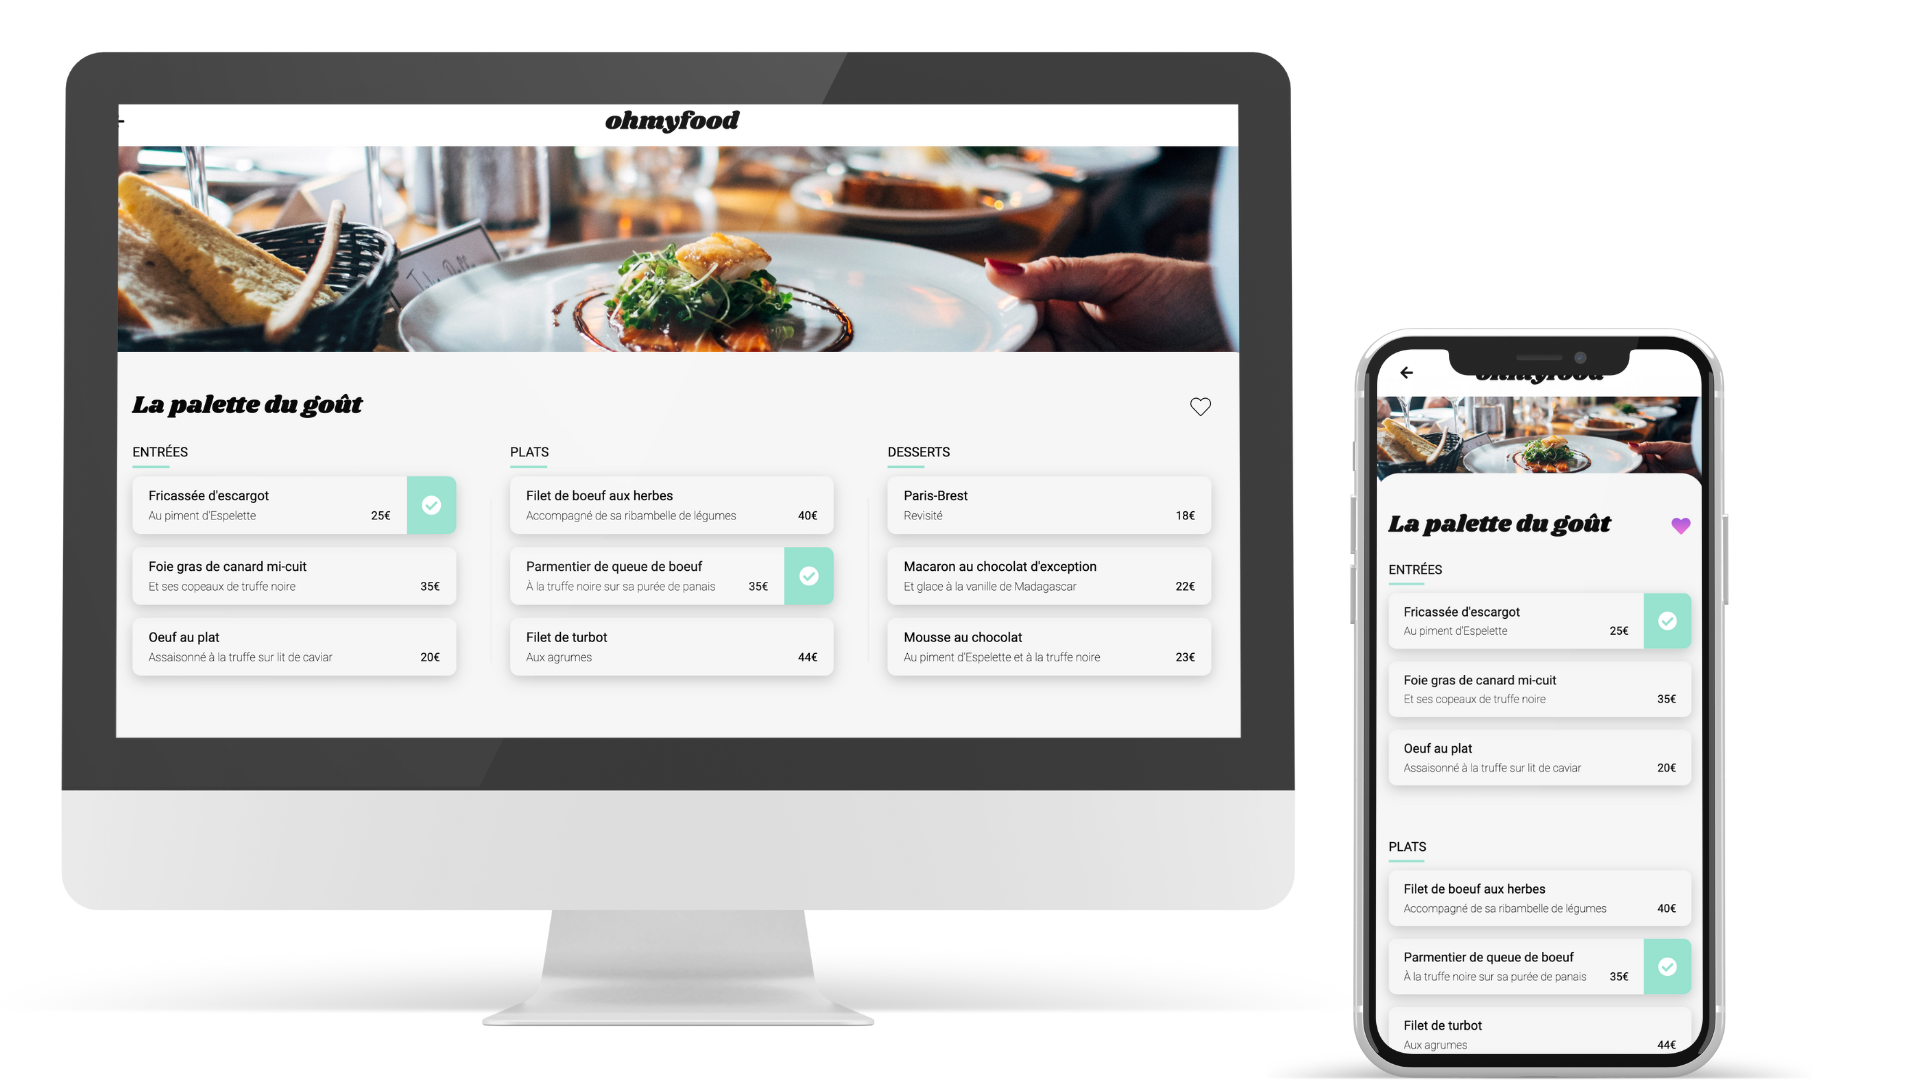 ohmyfood
La palette du goût
ENTRÉES
Fricassée d'escargot
Au piment d'Espelette 25€
Foie gras de canard mi-cuit
Et ses copeaux de truffe noire 35€
Oeuf au plat
Assaisonné à la truffe sur lit de caviar 20€
PLATS
Filet de boeuf aux herbes
Accompagné de sa ribambelle de légumes 40€
Parmentier de queue de boeuf
À la truffe noire sur sa purée de panais 35€
Filet de turbot
Aux agrumes 44€
DESSERTS
Paris-Brest
Revisité 18€
Macaron au chocolat d'exception
Et glace à la vanille de Madagascar 22€
Mousse au chocolat
Au piment d'Espelette et à la truffe noire 23€
ohmyfood
La palette du goût
ENTRÉES
Fricassée d'escargot
Au piment d'Espelette 25€
Foie gras de canard mi-cuit
Et ses copeaux de truffe noire 35€
Oeuf au plat
Assaisonné à la truffe sur lit de caviar 20€
PLATS
Filet de boeuf aux herbes
Accompagné de sa ribambelle de légumes 40€
Parmentier de queue de boeuf
À la truffe noire sur sa purée de panais 35€
Filet de turbot
Aux agrumes 44€